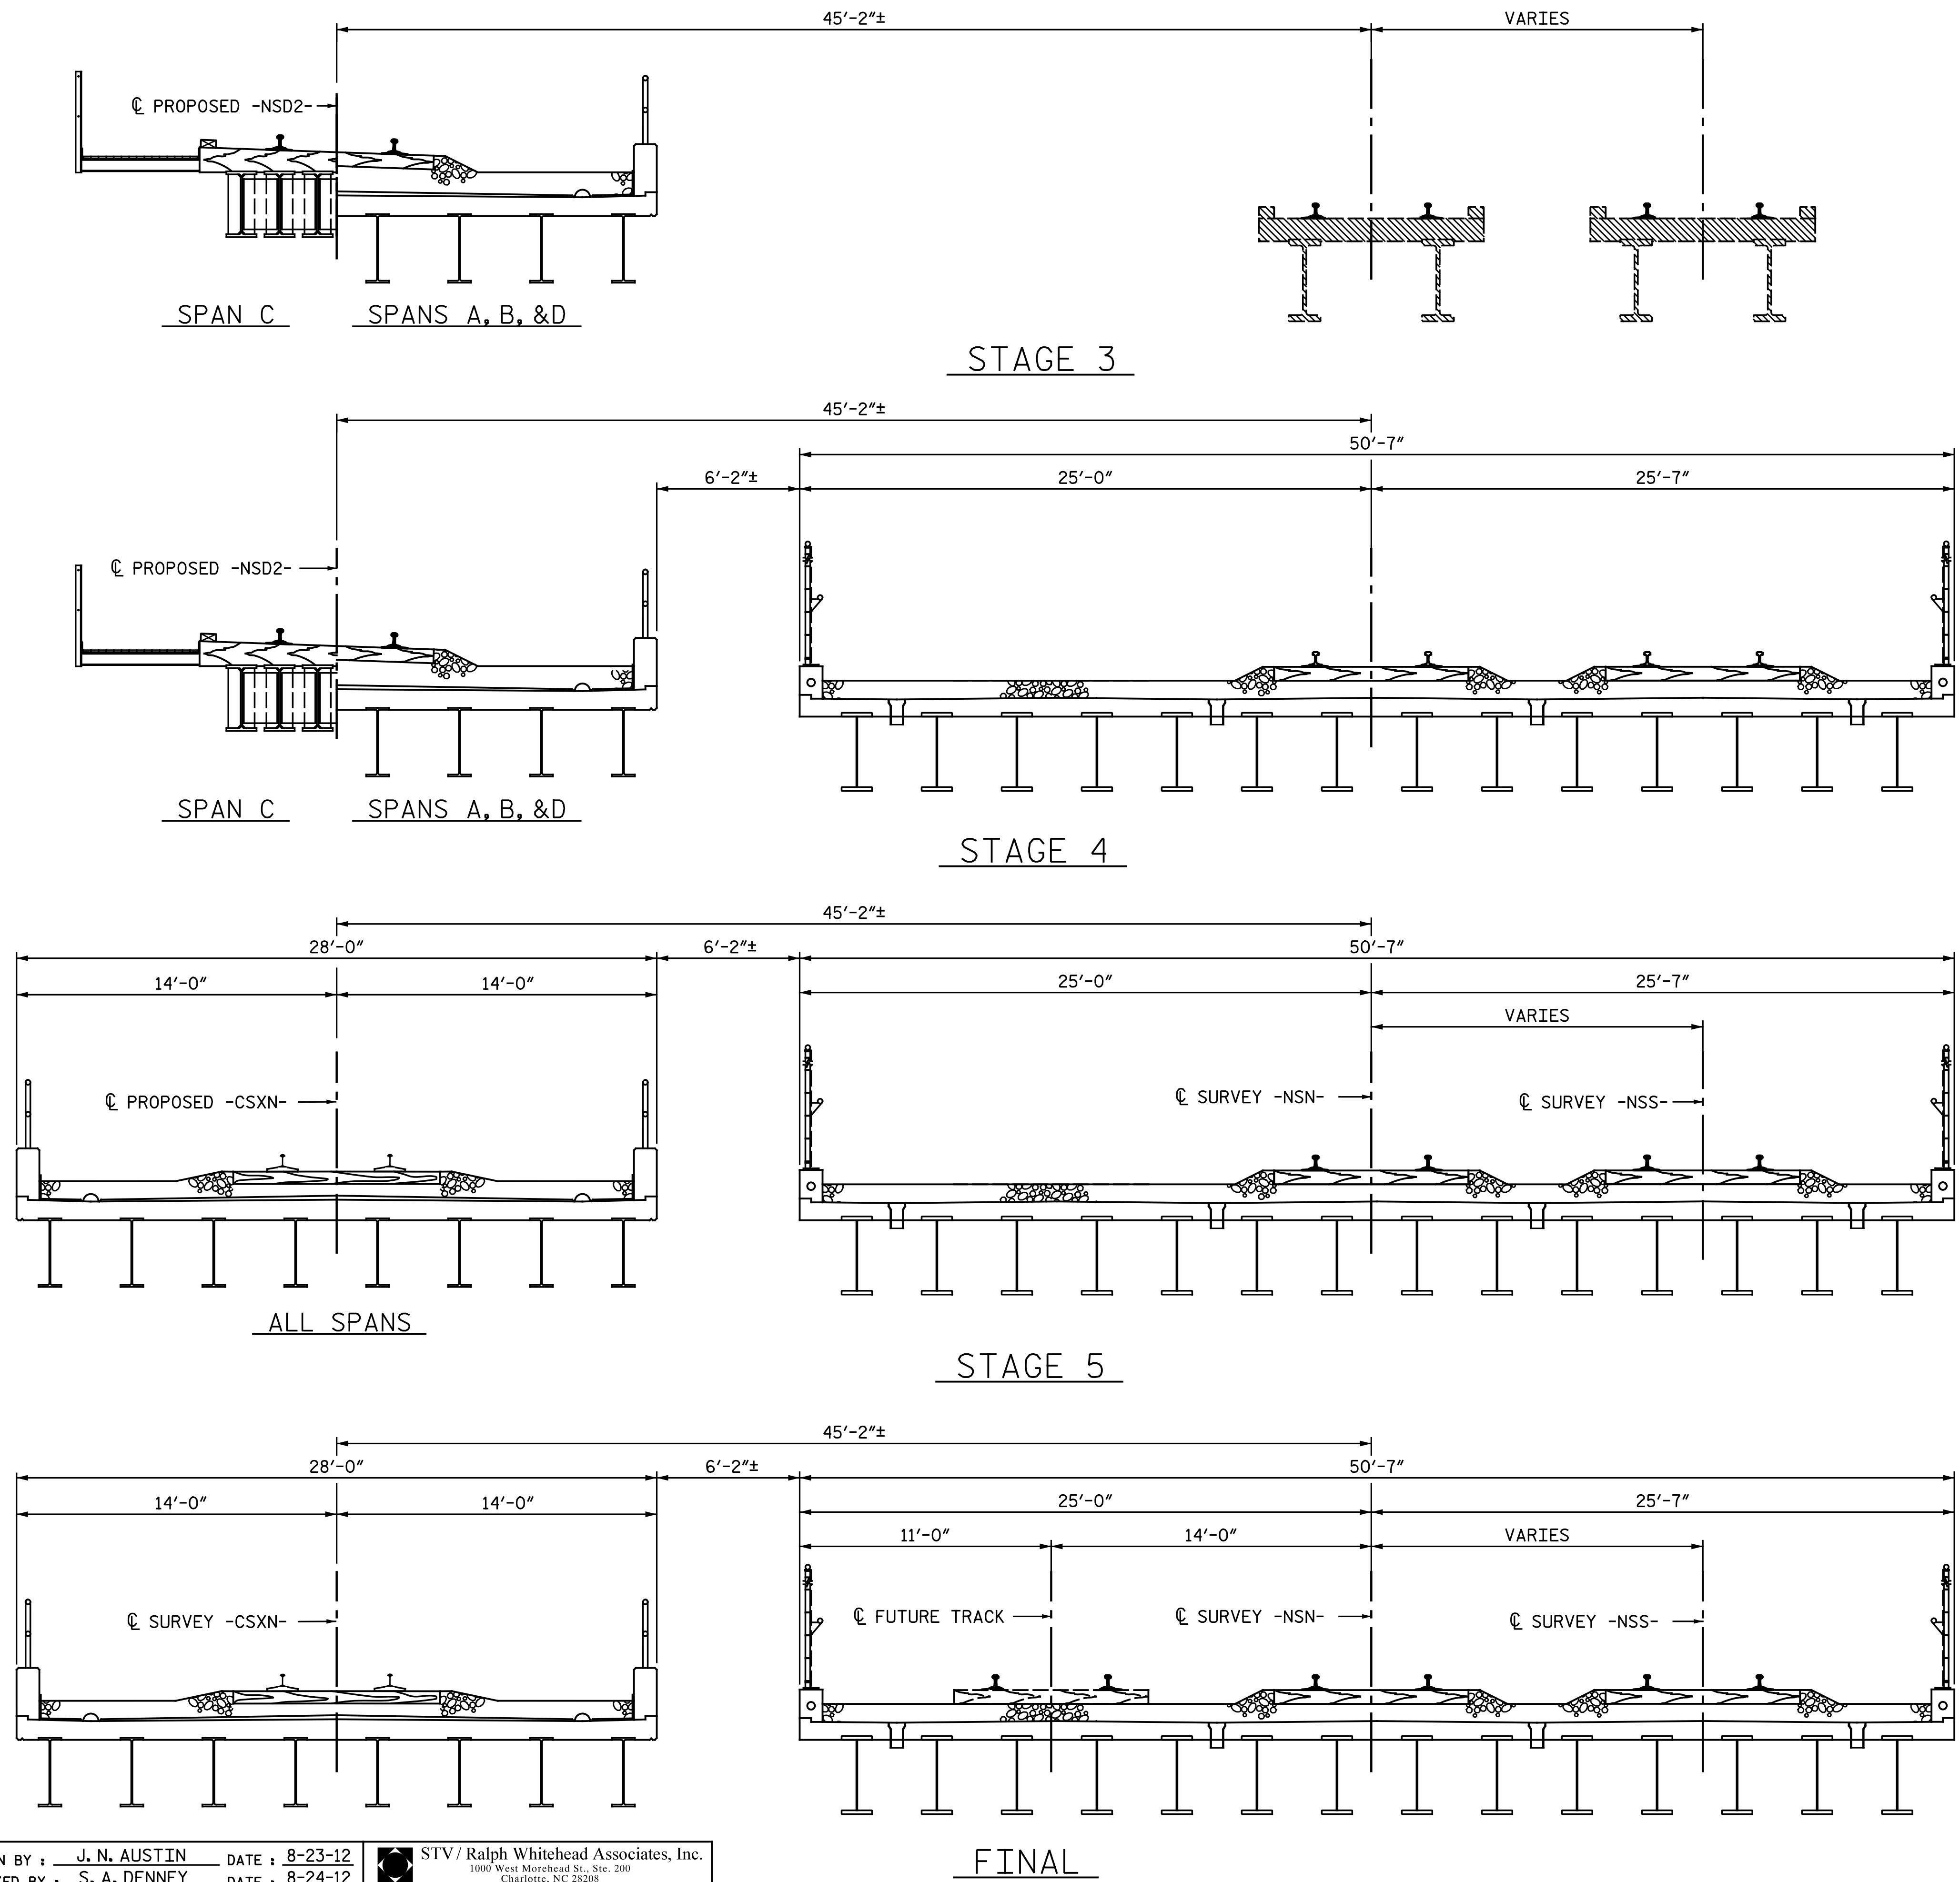 45'-2"±
VARIES
℄ PROPOSED -NSD2-
SPAN C
SPANS A, B, &D
STAGE 3
45'-2"±
50'-7"
6'-2"±
25'-0"
25'-7"
℄ PROPOSED -NSD2-
SPAN C
SPANS A, B, &D
STAGE 4
45'-2"±
28'-0"
6'-2"±
50'-7"
14'-0"
14'-0"
25'-0"
25'-7"
VARIES
℄ PROPOSED -CSXN-
℄ SURVEY -NSN-
℄ SURVEY -NSS-
ALL SPANS
STAGE 5
45'-2"±
28'-0"
6'-2"±
50'-7"
14'-0"
14'-0"
25'-0"
25'-7"
11'-0"
14'-0"
VARIES
℄ SURVEY -CSXN-
℄ FUTURE TRACK
℄ SURVEY -NSN-
℄ SURVEY -NSS-
FINAL
N BY : J. N. AUSTIN DATE : 8-23-12
ED BY : S. A. DENNEY DATE : 8-24-12
STV / Ralph Whitehead Associates, Inc.
1000 West Morehead St., Ste. 200
Charlotte, NC 28208